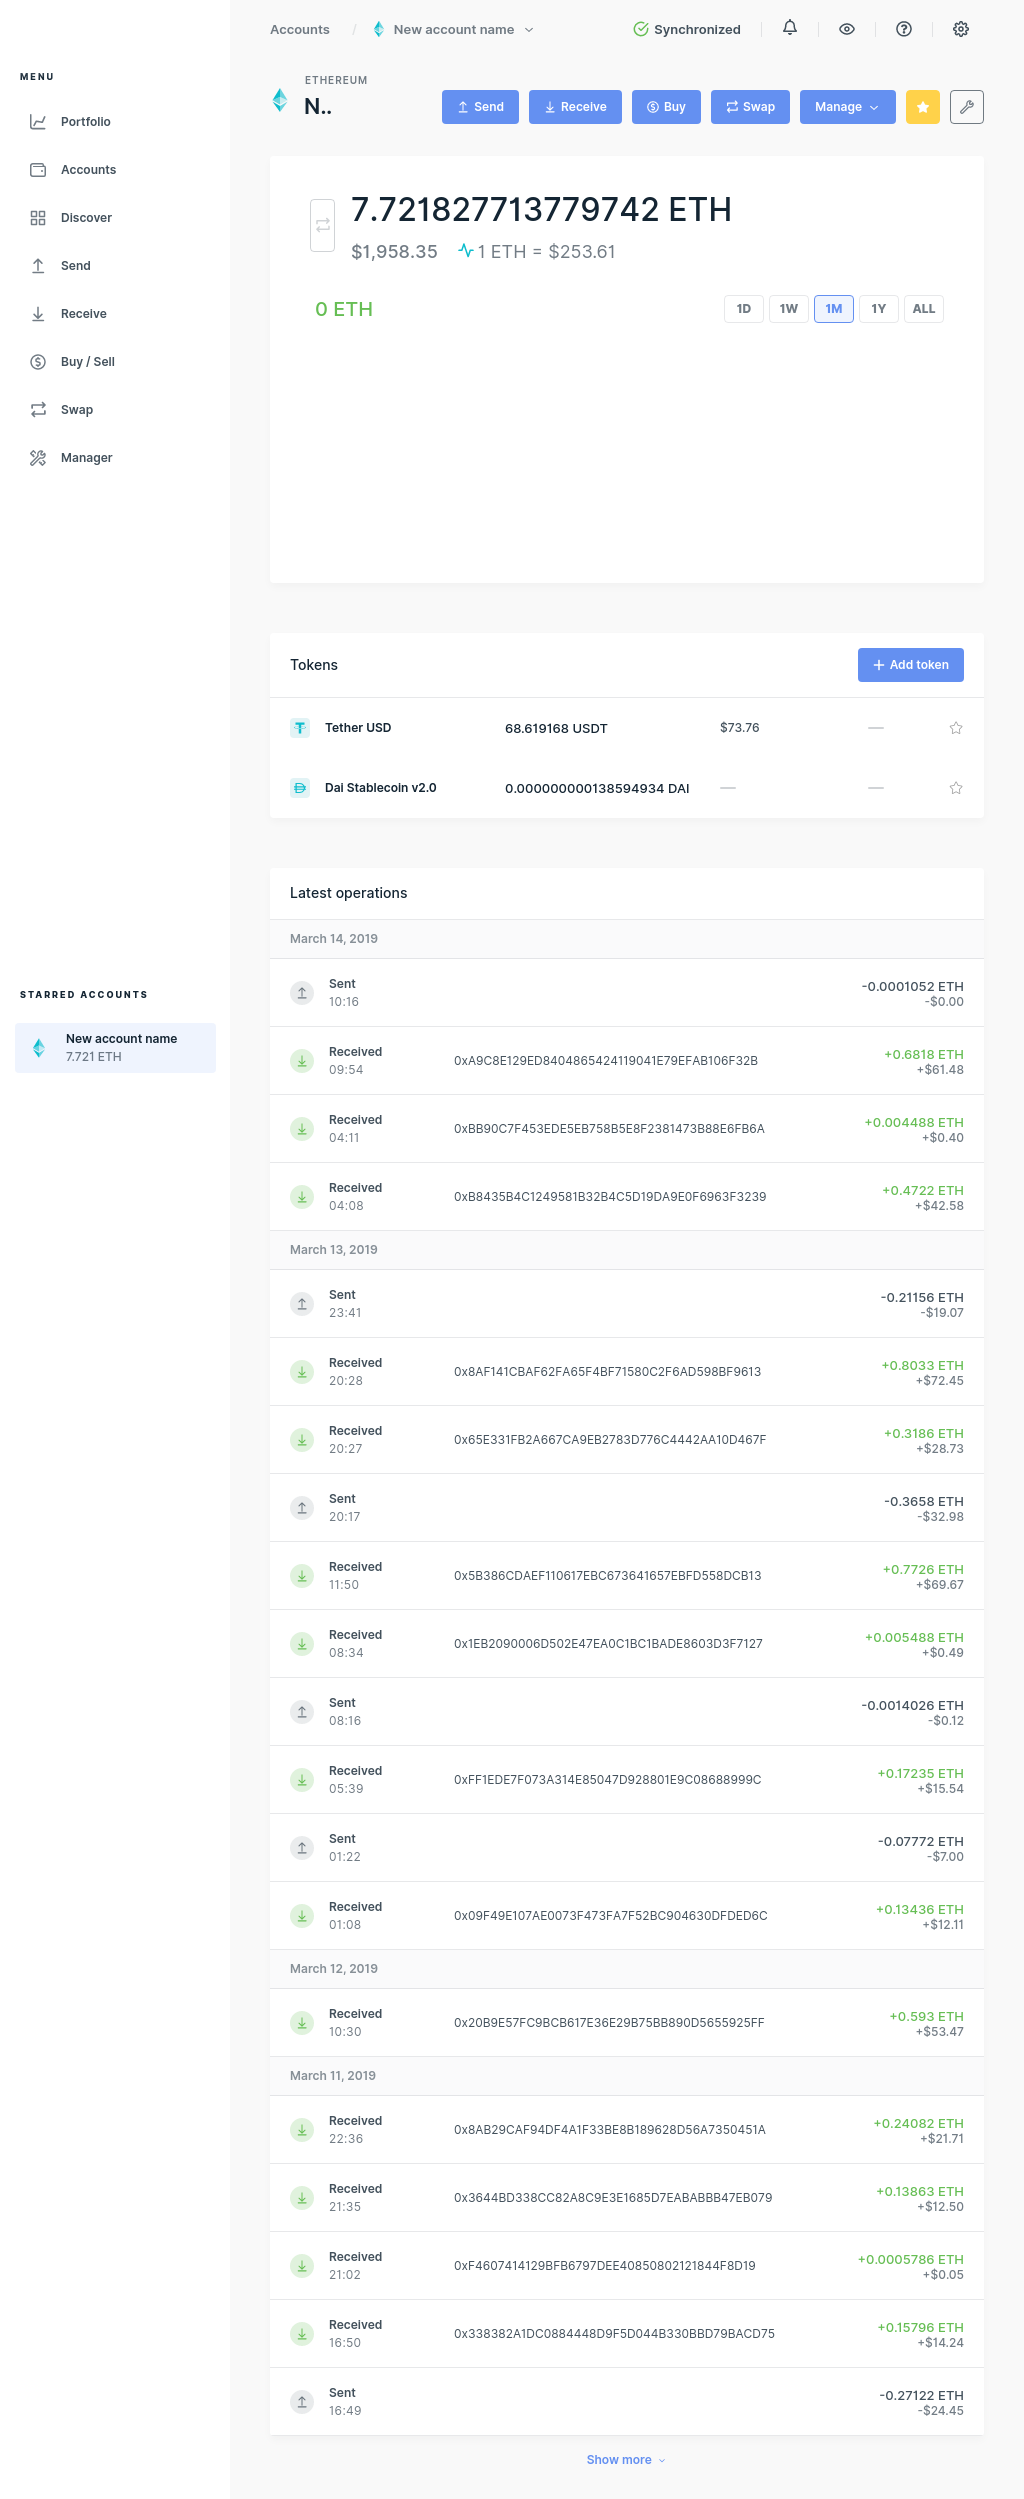 Accounts / New account name Synchronized
MENU
Portfolio
Accounts
Discover
Send
Receive
Buy / Sell
Swap
Manager
STARRED ACCOUNTS
New account name
7.721 ETH
ETHEREUM
N..
Send Receive Buy Swap Manage
7.721827713779742 ETH
$1,958.35 1 ETH = $253.61
0 ETH 1D 1W 1M 1Y ALL
Tokens Add token
Tether USD 68.619168 USDT $73.76 —
Dai Stablecoin v2.0 0.000000000138594934 DAI — —
Latest operations
March 14, 2019
Sent -0.0001052 ETH
10:16 -$0.00
Received 0xA9C8E129ED8404865424119041E79EFAB106F32B +0.6818 ETH
09:54 +$61.48
Received 0xBB90C7F453EDE5EB758B5E8F2381473B88E6FB6A +0.004488 ETH
04:11 +$0.40
Received 0xB8435B4C1249581B32B4C5D19DA9E0F6963F3239 +0.4722 ETH
04:08 +$42.58
March 13, 2019
Sent -0.21156 ETH
23:41 -$19.07
Received 0x8AF141CBAF62FA65F4BF71580C2F6AD598BF9613 +0.8033 ETH
20:28 +$72.45
Received 0x65E331FB2A667CA9EB2783D776C4442AA10D467F +0.3186 ETH
20:27 +$28.73
Sent -0.3658 ETH
20:17 -$32.98
Received 0x5B386CDAEF110617EBC673641657EBFD558DCB13 +0.7726 ETH
11:50 +$69.67
Received 0x1EB2090006D502E47EA0C1BC1BADE8603D3F7127 +0.005488 ETH
08:34 +$0.49
Sent -0.0014026 ETH
08:16 -$0.12
Received 0xFF1EDE7F073A314E85047D928801E9C08688999C +0.17235 ETH
05:39 +$15.54
Sent -0.07772 ETH
01:22 -$7.00
Received 0x09F49E107AE0073F473FA7F52BC904630DFDED6C +0.13436 ETH
01:08 +$12.11
March 12, 2019
Received 0x20B9E57FC9BCB617E36E29B75BB890D5655925FF +0.593 ETH
10:30 +$53.47
March 11, 2019
Received 0x8AB29CAF94DF4A1F33BE8B189628D56A7350451A +0.24082 ETH
22:36 +$21.71
Received 0x3644BD338CC82A8C9E3E1685D7EABABBB47EB079 +0.13863 ETH
21:35 +$12.50
Received 0xF4607414129BFB6797DEE40850802121844F8D19 +0.0005786 ETH
21:02 +$0.05
Received 0x338382A1DC0884448D9F5D044B330BBD79BACD75 +0.15796 ETH
16:50 +$14.24
Sent -0.27122 ETH
16:49 -$24.45
Show more